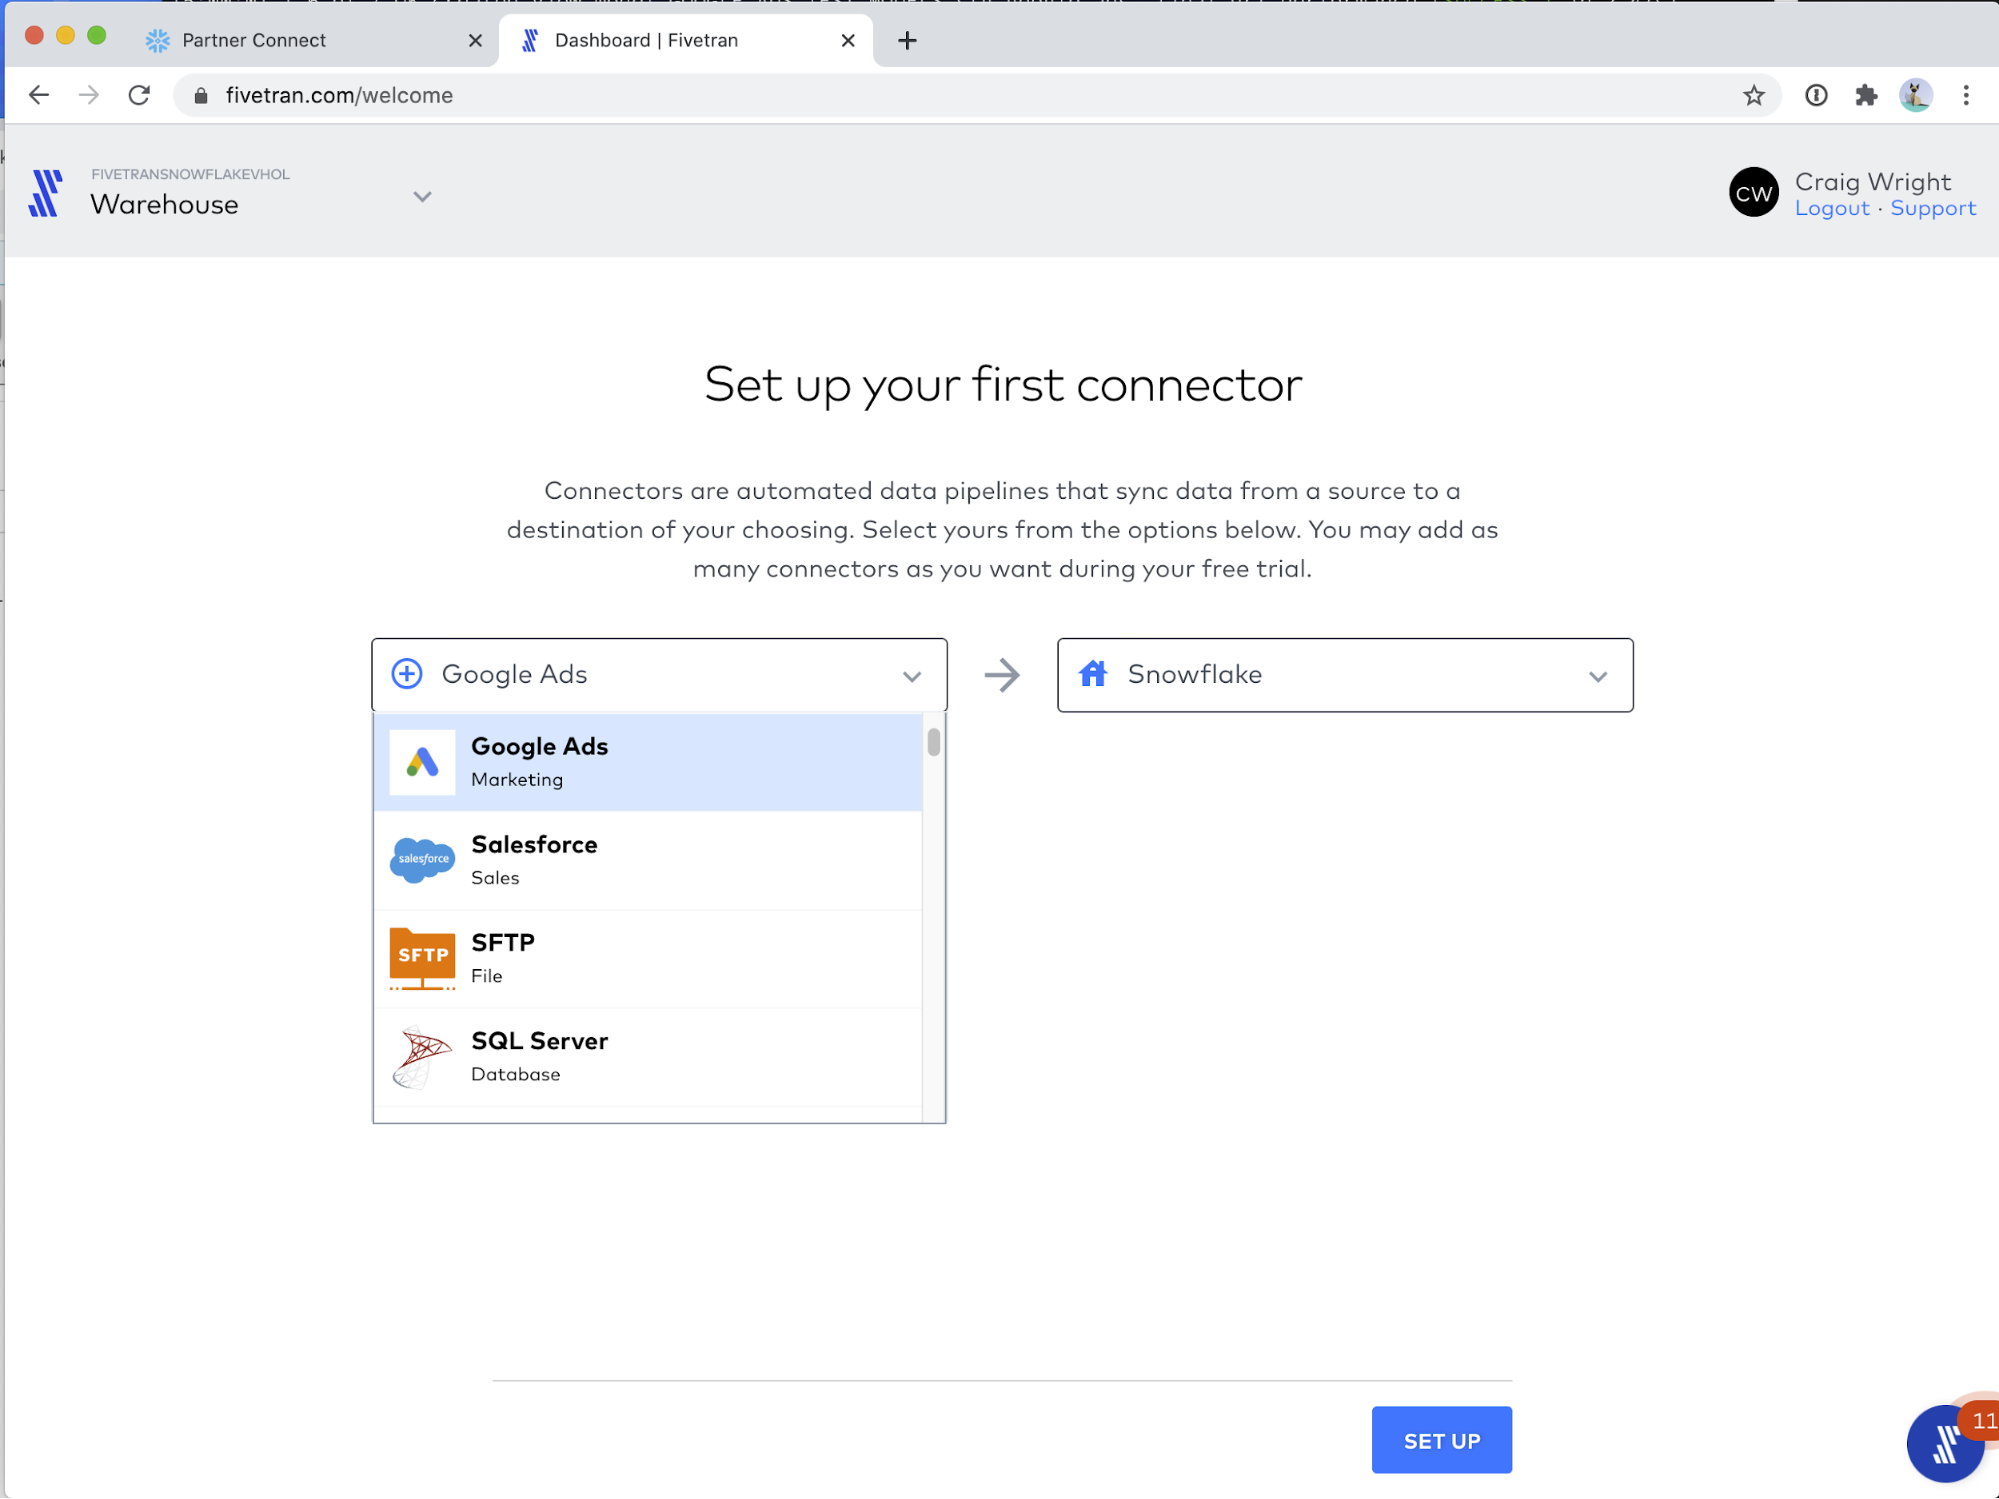 Partner Connect
Dashboard | Fivetran
fivetran.com/welcome
FIVETRANSNOWFLAKEVHOL
Warehouse
CW
Craig Wright
Logout · Support
Set up your first connector
Connectors are automated data pipelines that sync data from a source to a
destination of your choosing. Select yours from the options below. You may add as
many connectors as you want during your free trial.
Google Ads
Snowflake
Google Ads
Marketing
salesforce
Salesforce
Sales
SFTP
SFTP
File
SQL Server
Database
SET UP
11